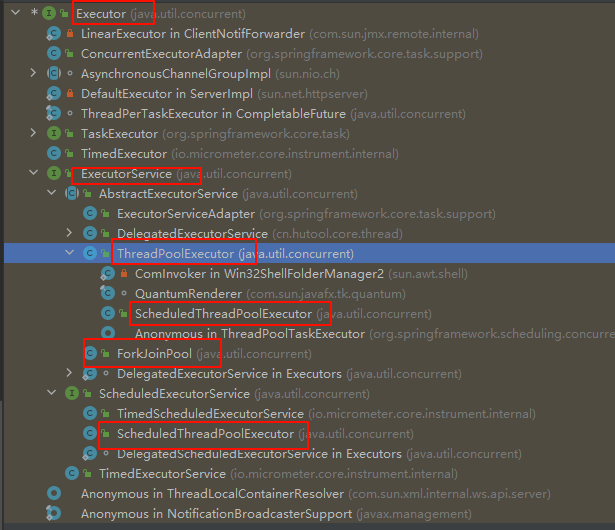 * Executor (java.util.concurrent)
LinearExecutor in ClientNotifForwarder (com.sun.jmx.remote.internal)
ConcurrentExecutorAdapter (org.springframework.core.task.support)
AsynchronousChannelGroupImpl (sun.nio.ch)
DefaultExecutor in ServerImpl (sun.net.httpserver)
ThreadPerTaskExecutor in CompletableFuture (java.util.concurrent)
TaskExecutor (org.springframework.core.task)
TimedExecutor (io.micrometer.core.instrument.internal)
ExecutorService (java.util.concurrent)
AbstractExecutorService (java.util.concurrent)
ExecutorServiceAdapter (org.springframework.core.task.support)
DelegatedExecutorService (cn.hutool.core.thread)
ThreadPoolExecutor (java.util.concurrent)
ComInvoker in Win32ShellFolderManager2 (sun.awt.shell)
QuantumRenderer (com.sun.javafx.tk.quantum)
ScheduledThreadPoolExecutor (java.util.concurrent)
Anonymous in ThreadPoolTaskExecutor (org.springframework.scheduling.concurre
ForkJoinPool (java.util.concurrent)
DelegatedExecutorService in Executors (java.util.concurrent)
ScheduledExecutorService (java.util.concurrent)
TimedScheduledExecutorService (io.micrometer.core.instrument.internal)
ScheduledThreadPoolExecutor (java.util.concurrent)
DelegatedScheduledExecutorService in Executors (java.util.concurrent)
TimedExecutorService (io.micrometer.core.instrument.internal)
Anonymous in ThreadLocalContainerResolver (com.sun.xml.internal.ws.api.server)
Anonymous in NotificationBroadcasterSupport (javax.management)